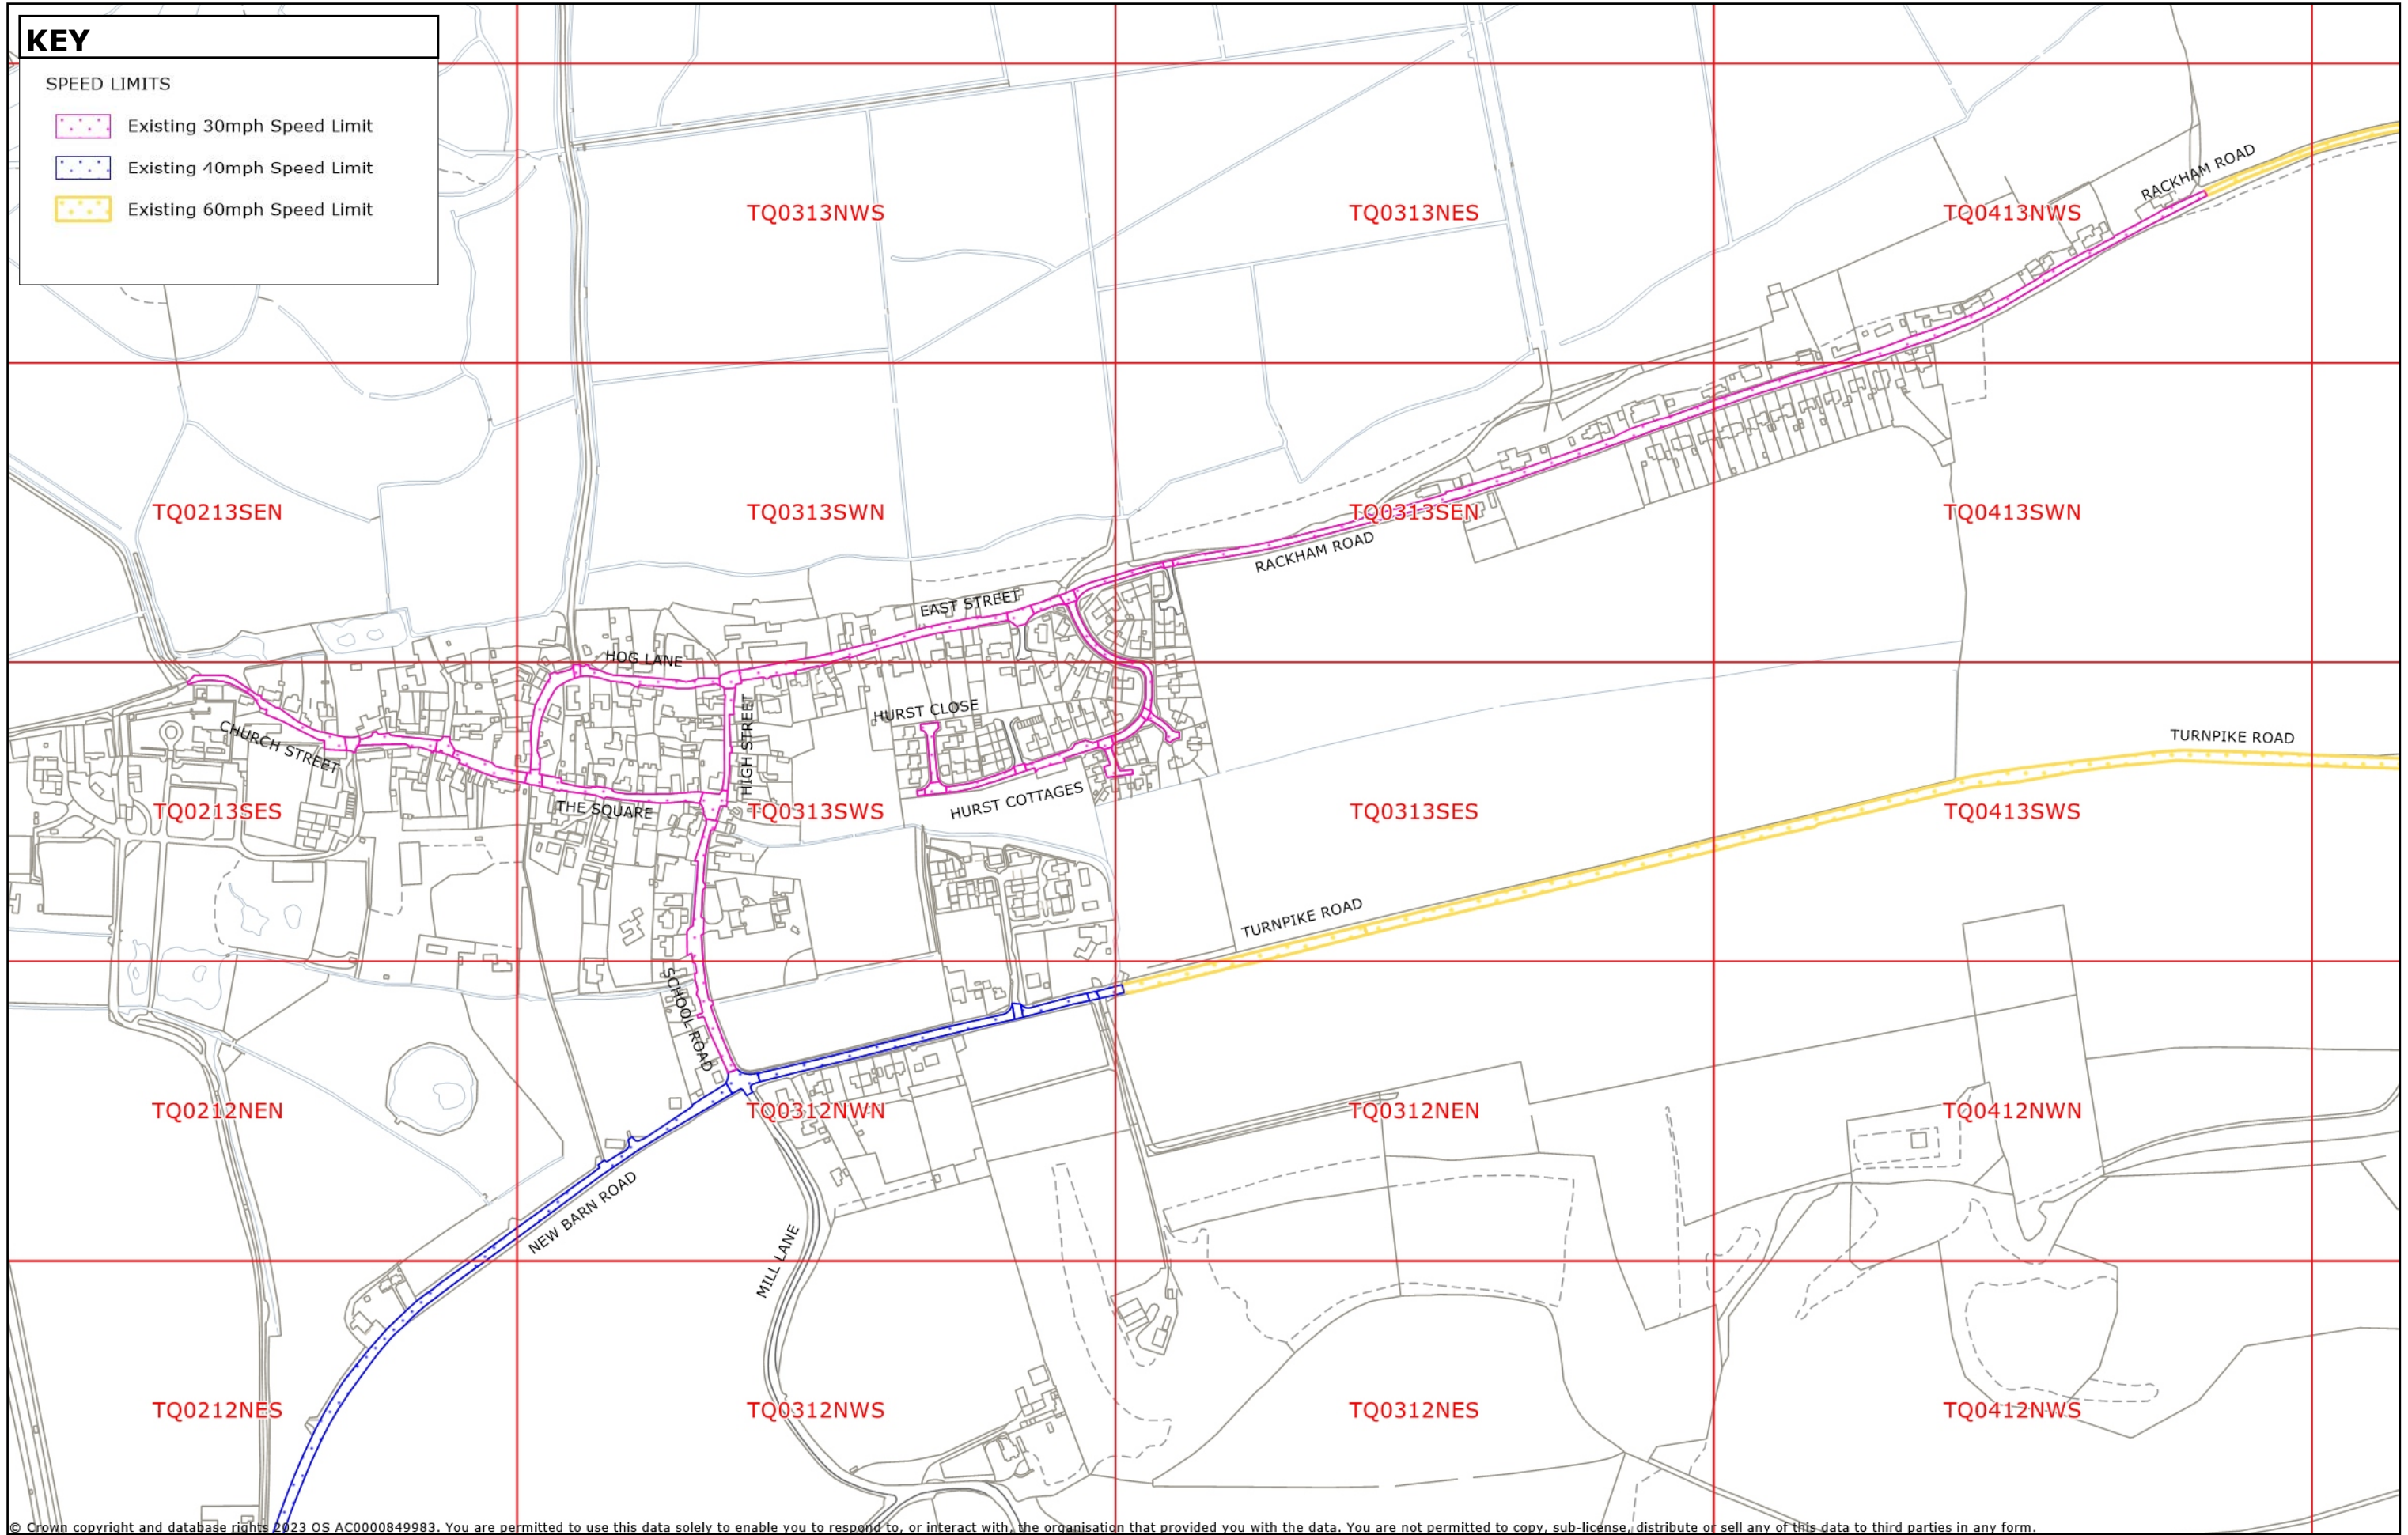 KEY
SPEED LIMITS
Existing 30mph Speed Limit
Existing 40mph Speed Limit
Existing 60mph Speed Limit
RACKHAM ROAD
TQ0313NWS
TQ0313NES
TQ0413NWS
TQ0213SEN
TQ0313SWN
TQ0313SEN
TQ0413SWN
RACKHAM ROAD
EAST STREET
HOG LANE
HURST CLOSE
HIGH STREET
CHURCH STREET
TURNPIKE ROAD
HURST COTTAGES
THE SQUARE
TQ0213SES
TQ0313SWS
TQ0313SES
TQ0413SWS
TURNPIKE ROAD
SCHOOL ROAD
TQ0212NEN
TQ0312NWN
TQ0312NEN
TQ0412NWN
NEW BARN ROAD
MILL LANE
TQ0212NES
TQ0312NWS
TQ0312NES
TQ0412NWS
© Crown copyright and database rights 2023 OS AC0000849983. You are permitted to use this data solely to enable you to respond to, or interact with, the organisation that provided you with the data. You are not permitted to copy, sub-license, distribute or sell any of this data to third parties in any form.